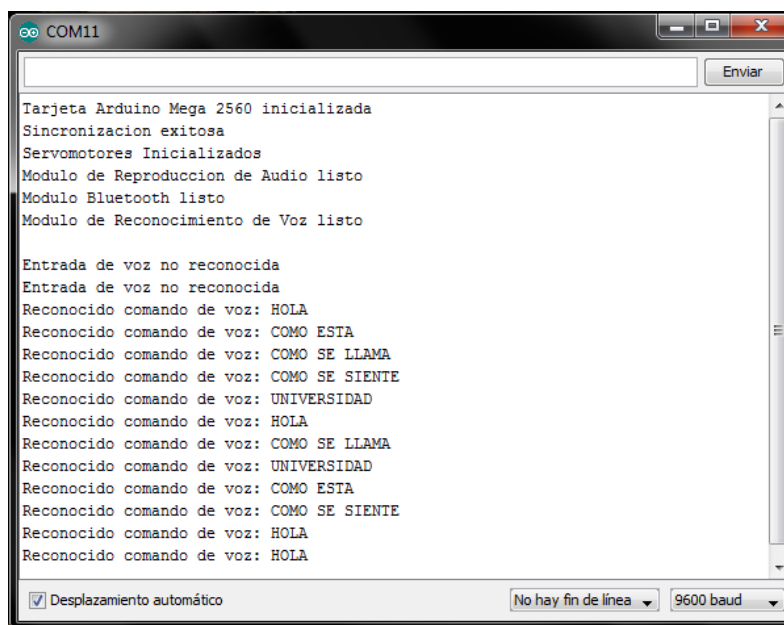 COM11
Enviar
Tarjeta Arduino Mega 2560 inicializada
Sincronizacion exitosa
Servomotores Inicializados
Modulo de Reproduccion de Audio listo
Modulo Bluetooth listo
Modulo de Reconocimiento de Voz listo
Entrada de voz no reconocida
Entrada de voz no reconocida
Reconocido comando de voz: HOLA
Reconocido comando de voz: COMO ESTA
Reconocido comando de voz: COMO SE LLAMA
Reconocido comando de voz: COMO SE SIENTE
Reconocido comando de voz: UNIVERSIDAD
Reconocido comando de voz: HOLA
Reconocido comando de voz: COMO SE LLAMA
Reconocido comando de voz: UNIVERSIDAD
Reconocido comando de voz: COMO ESTA
Reconocido comando de voz: COMO SE SIENTE
Reconocido comando de voz: HOLA
Reconocido comando de voz: HOLA
Desplazamiento automático No hay fin de línea 9600 baud